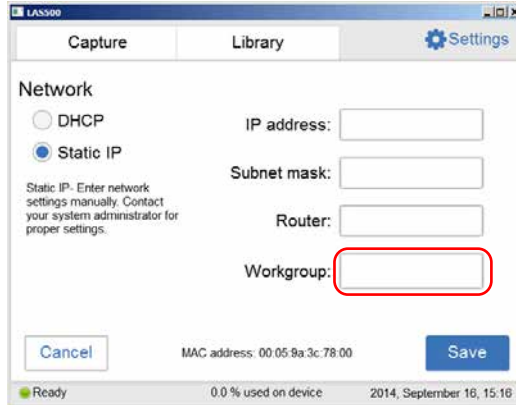 LAS500
Capture
Library
Settings
Network
DHCP
Static IP
Static IP- Enter network
settings manually. Contact
your system administrator for
proper settings.
IP address:
Subnet mask:
Router:
Workgroup:
Cancel
MAC address: 00:05:9a:3c:78:00
Save
Ready
0.0 % used on device
2014, September 16, 15:16